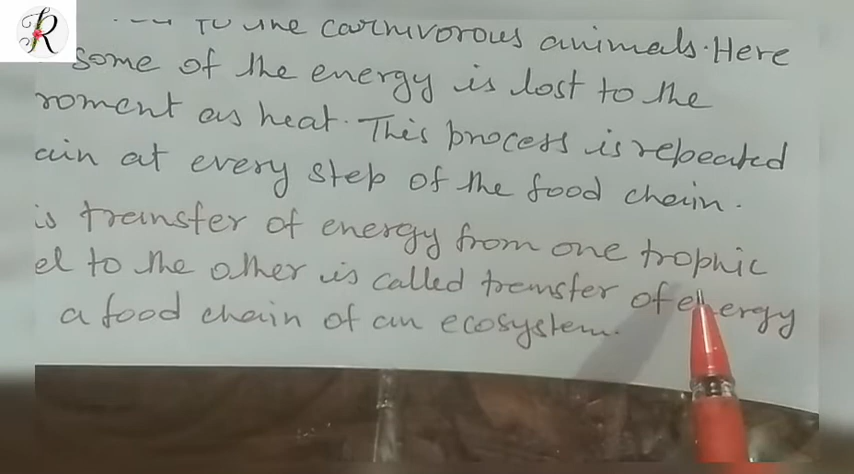 R
to the carnivorous animals. Here
some of the energy is lost to the
roment as heat. This process is repeated
ain at every step of the food chain.
is transfer of energy from one trophic
el to the other is called transfer of energy
a food chain of an ecosystem.